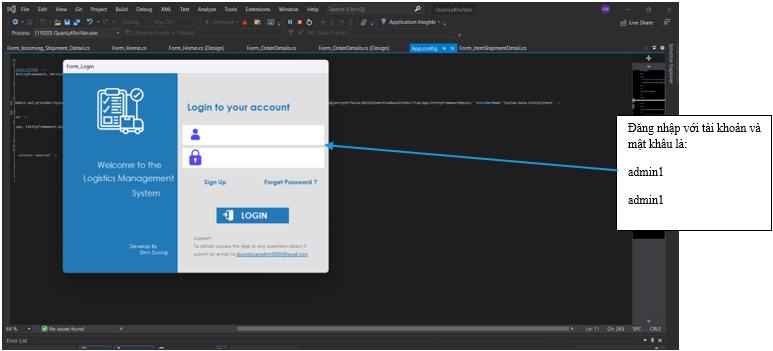 File Edit View Git Project Build Debug XML Test Analyze Tools Extensions Window Help Search (Ctrl+Q)
LM
QuanLyKhoVan
Debug Any CPU Continue Application Insights Live Share
Process: [11020] QuanLyKhoVan.exe Lifecycle Events Thread: Stack Frame:
Form_Incoming_Shipment_Detail.cs Form_Home.cs Form_Home.cs [Design] Form_OrderDetails.cs Form_OrderDetails.cs [Design] App.config Form_itemShipmentDetail.cs
Solution Explorer
Form_Login
Login to your account
Welcome to the
Logistics Management
System
Sign Up Forget Password ?
LOGIN
Develop By
Dinh Duong
Support :
To obtain access this App or any questions about it
submit an email to
Đăng nhập với tài khoản và
mật khẩu là:
admin1
admin1
64 % No issues found Ln: 11 Ch: 265 SPC CRLF
Error List